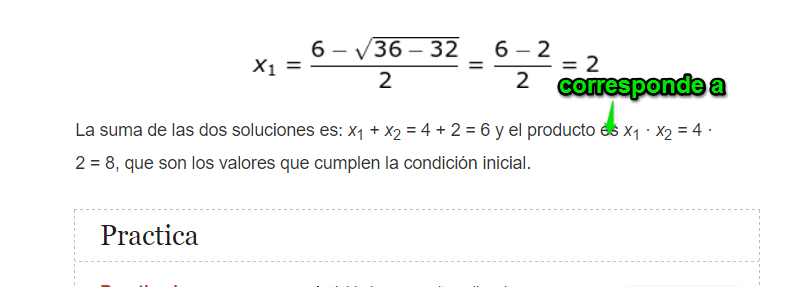 x₁ = (6 − √(36 − 32)) / 2 = (6 − 2) / 2 = 2
corresponde a
La suma de las dos soluciones es: x₁ + x₂ = 4 + 2 = 6 y el producto es x₁ · x₂ = 4 ·
2 = 8, que son los valores que cumplen la condición inicial.
Practica